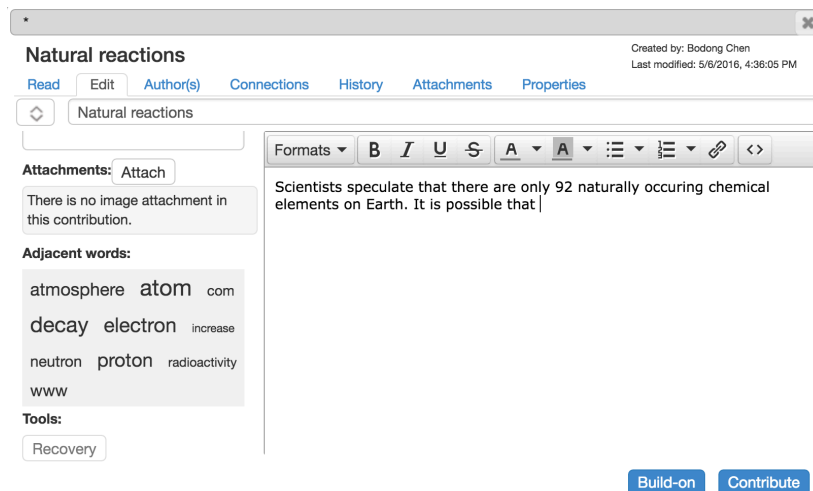 *
Natural reactions
Created by: Bodong Chen
Last modified: 5/6/2016, 4:36:05 PM
Read Edit Author(s) Connections History Attachments Properties
Natural reactions
Formats B I U S A A
Attachments: Attach
There is no image attachment in
this contribution.
Scientists speculate that there are only 92 naturally occuring chemical
elements on Earth. It is possible that
Adjacent words:
atmosphere atom com
decay electron increase
neutron proton radioactivity
www
Tools:
Recovery
Build-on Contribute